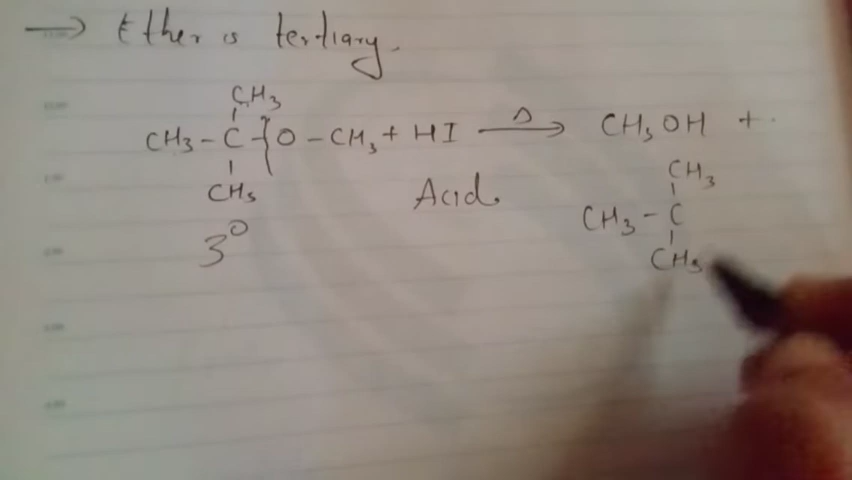 → Ether is tertiary.
CH3
CH3 - C - O - CH3 + HI →Δ CH3OH +
CH3
CH3 Acid.
CH3 - C
3°
CH3